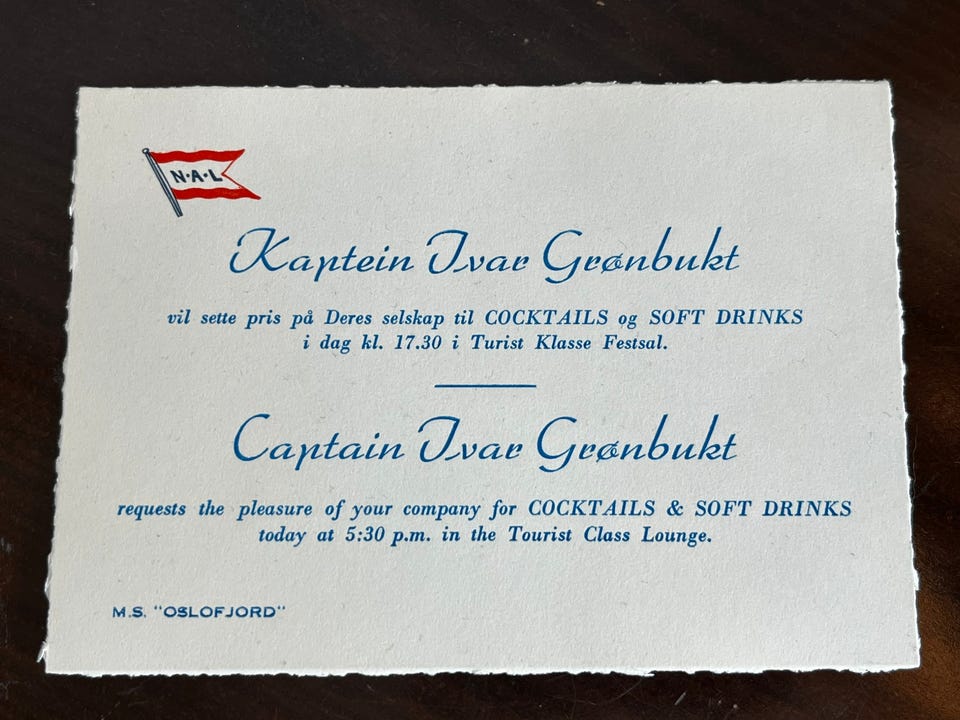 N·A·L
Kaptein Ivar Grønbukt
vil sette pris på Deres selskap til COCKTAILS og SOFT DRINKS
i dag kl. 17.30 i Turist Klasse Festsal.
Captain Ivar Grønbukt
requests the pleasure of your company for COCKTAILS & SOFT DRINKS
today at 5:30 p.m. in the Tourist Class Lounge.
M.S. "OSLOFJORD"